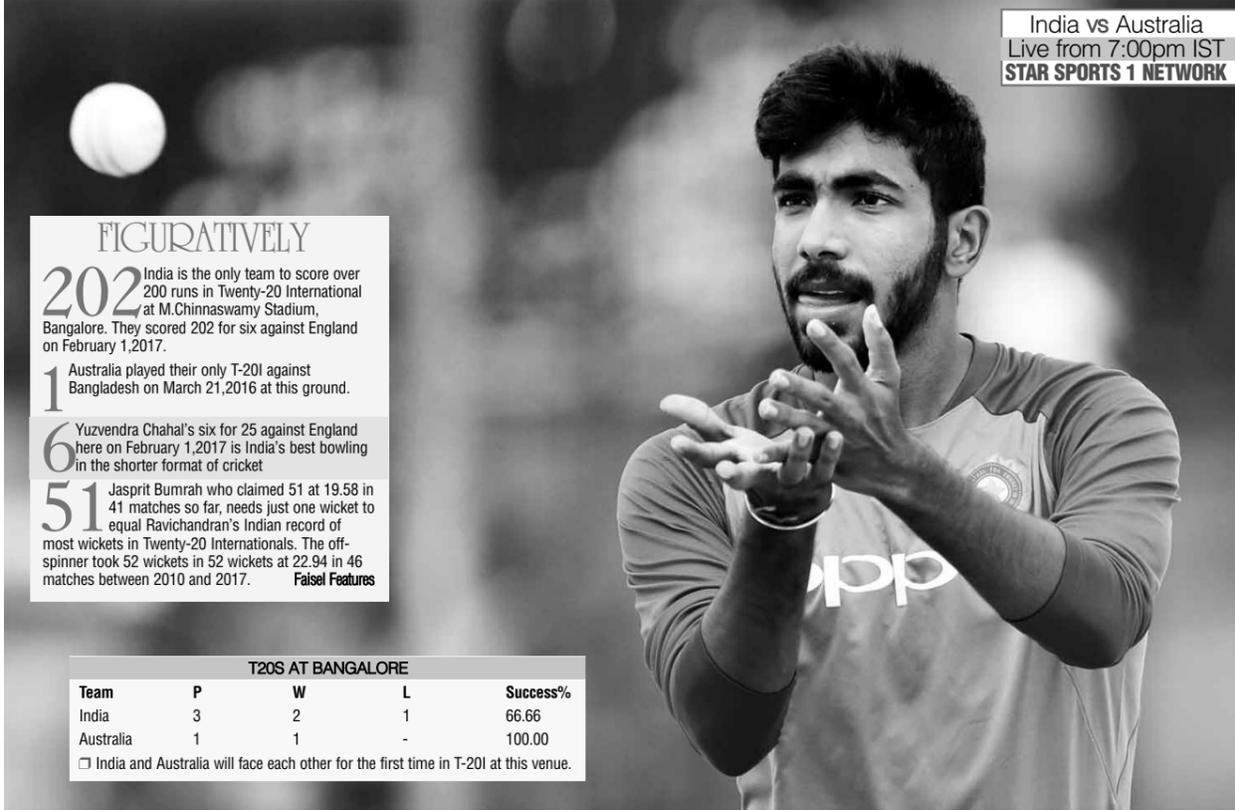 India vs Australia
Live from 7:00pm IST
STAR SPORTS 1 NETWORK
FIGURATIVELY
202 India is the only team to score over
200 runs in Twenty-20 International
at M.Chinnaswamy Stadium,
Bangalore. They scored 202 for six against England
on February 1,2017.
1 Australia played their only T-20I against
Bangladesh on March 21,2016 at this ground.
6 Yuzvendra Chahal's six for 25 against England
here on February 1,2017 is India's best bowling
in the shorter format of cricket
51 Jasprit Bumrah who claimed 51 at 19.58 in
41 matches so far, needs just one wicket to
equal Ravichandran's Indian record of
most wickets in Twenty-20 Internationals. The off-
spinner took 52 wickets in 52 wickets at 22.94 in 46
matches between 2010 and 2017. Faisel Features
oppo
T20S AT BANGALORE
Team P W L Success%
India 3 2 1 66.66
Australia 1 1 - 100.00
❒ India and Australia will face each other for the first time in T-20I at this venue.